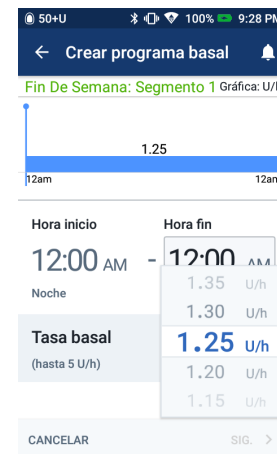 50+U 100% 9:28 PM
Crear programa basal
Fin De Semana: Segmento 1 Gráfica: U/h
1.25
12am 12am
Hora inicio Hora fin
12:00 AM - 12:00 AM
Noche
1.35 U/h
1.30 U/h
Tasa basal 1.25 U/h
(hasta 5 U/h) 1.20 U/h
1.15 U/h
CANCELAR SIG.